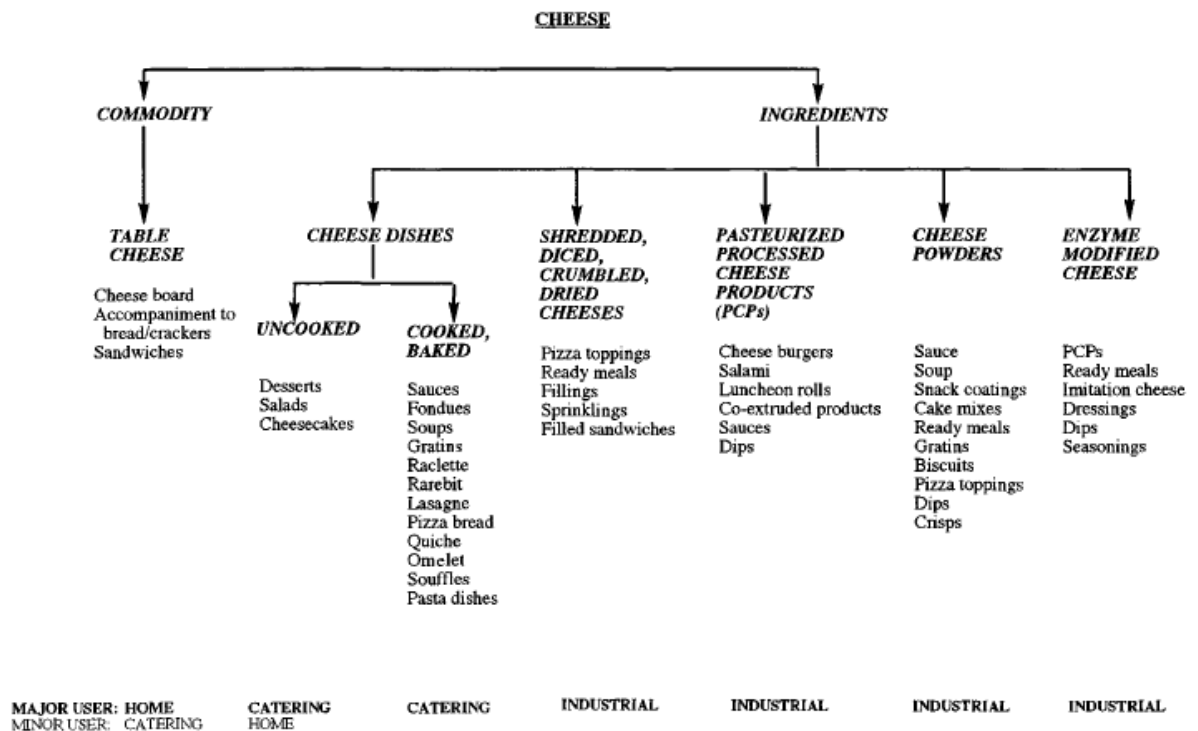 CHEESE
COMMODITY
INGREDIENTS
TABLE
CHEESE
Cheese board
Accompaniment to
bread/crackers
Sandwiches
CHEESE DISHES
UNCOOKED
Desserts
Salads
Cheesecakes
COOKED,
BAKED
Sauces
Fondues
Soups
Gratins
Raclette
Rarebit
Lasagne
Pizza bread
Quiche
Omelet
Souffles
Pasta dishes
SHREDDED,
DICED,
CRUMBLED,
DRIED
CHEESES
Pizza toppings
Ready meals
Fillings
Sprinklings
Filled sandwiches
PASTEURIZED
PROCESSED
CHEESE
PRODUCTS
(PCPs)
Cheese burgers
Salami
Luncheon rolls
Co-extruded products
Sauces
Dips
CHEESE
POWDERS
Sauce
Soup
Snack coatings
Cake mixes
Ready meals
Gratins
Biscuits
Pizza toppings
Dips
Crisps
ENZYME
MODIFIED
CHEESE
PCPs
Ready meals
Imitation cheese
Dressings
Dips
Seasonings
MAJOR USER: HOME CATERING CATERING INDUSTRIAL INDUSTRIAL INDUSTRIAL INDUSTRIAL
MINOR USER: CATERING HOME